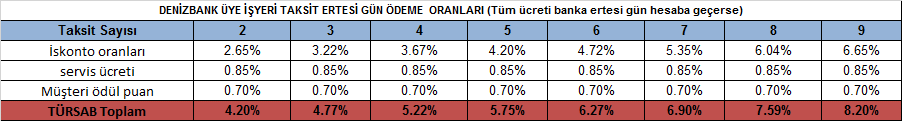 DENİZBANK ÜYE İŞYERİ TAKSİT ERTESİ GÜN ÖDEME ORANLARI (Tüm ücreti banka ertesi gün hesaba geçerse)
Taksit Sayısı 2 3 4 5 6 7 8 9
İskonto oranları 2.65% 3.22% 3.67% 4.20% 4.72% 5.35% 6.04% 6.65%
servis ücreti 0.85% 0.85% 0.85% 0.85% 0.85% 0.85% 0.85% 0.85%
Müşteri ödül puan 0.70% 0.70% 0.70% 0.70% 0.70% 0.70% 0.70% 0.70%
TÜRSAB Toplam 4.20% 4.77% 5.22% 5.75% 6.27% 6.90% 7.59% 8.20%